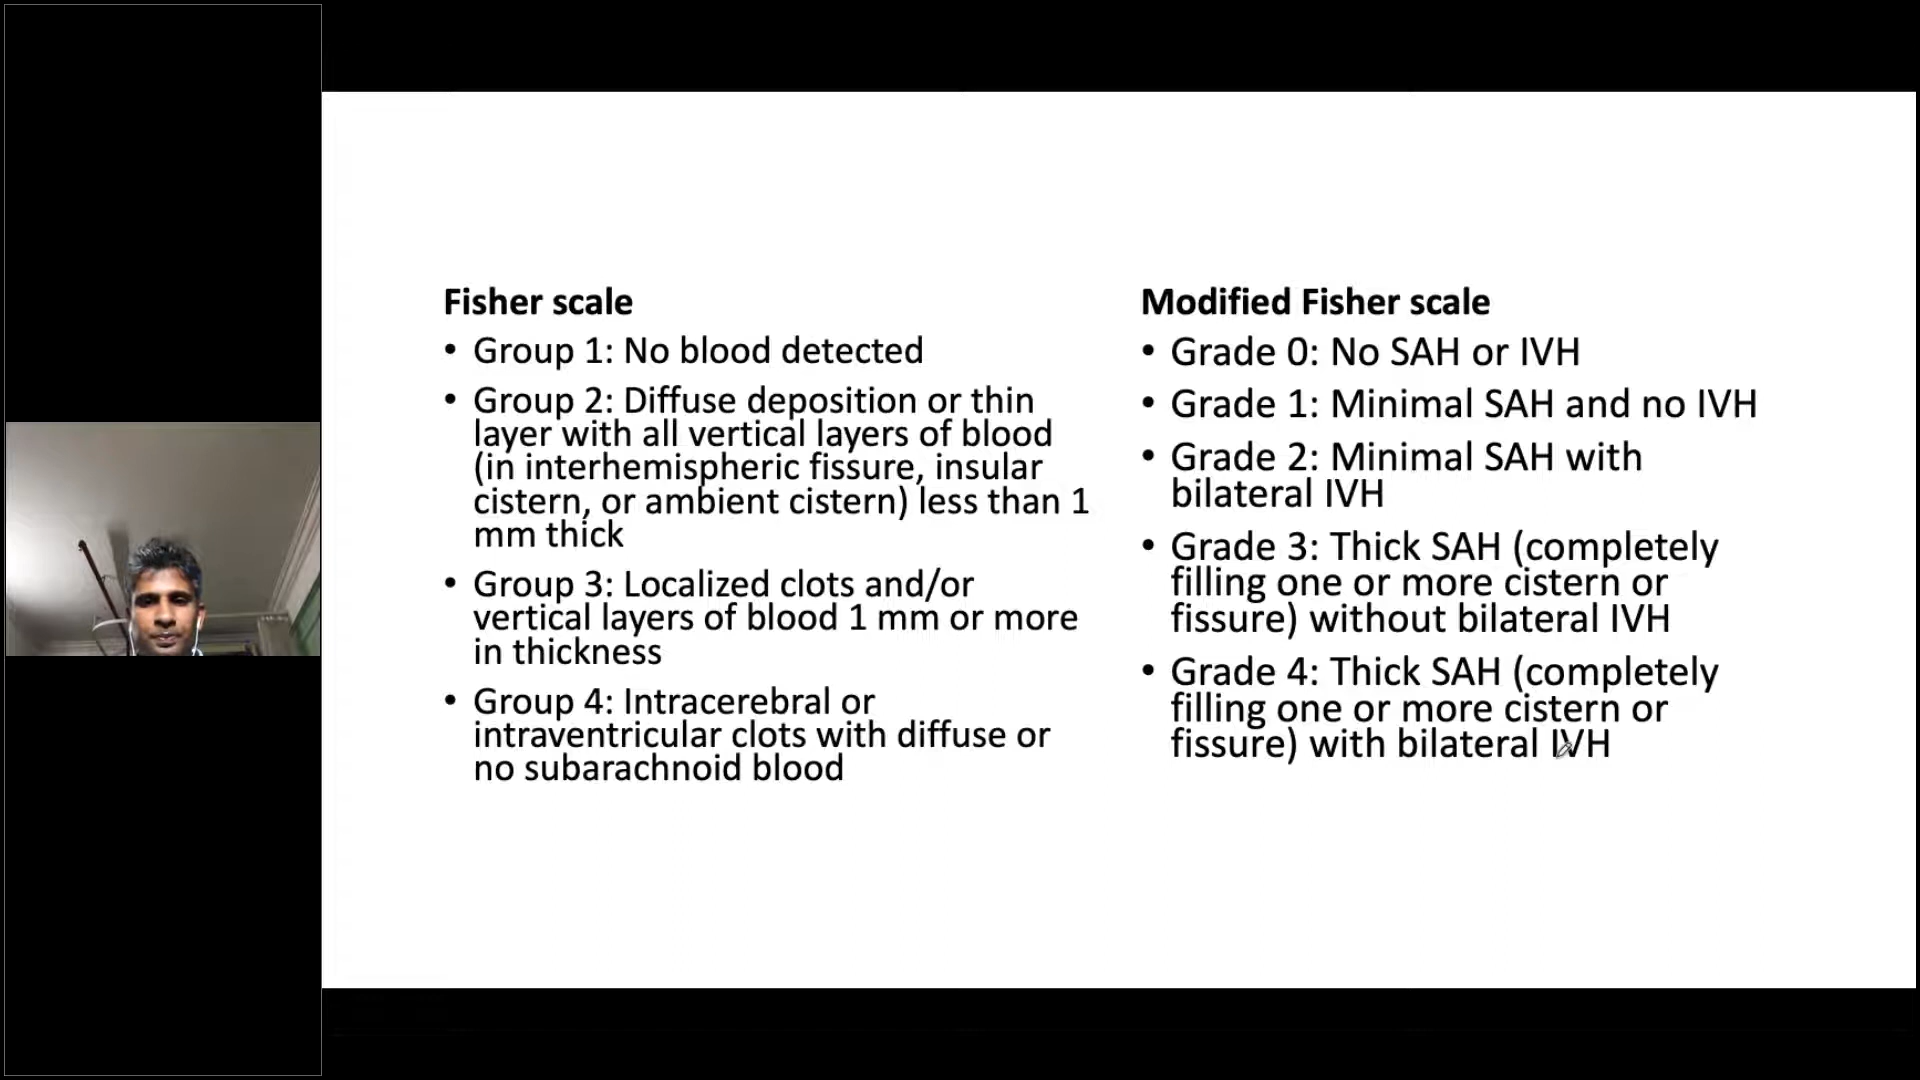 Fisher scale
• Group 1: No blood detected
• Group 2: Diffuse deposition or thin
layer with all vertical layers of blood
(in interhemispheric fissure, insular
cistern, or ambient cistern) less than 1
mm thick
• Group 3: Localized clots and/or
vertical layers of blood 1 mm or more
in thickness
• Group 4: Intracerebral or
intraventricular clots with diffuse or
no subarachnoid blood
Modified Fisher scale
• Grade 0: No SAH or IVH
• Grade 1: Minimal SAH and no IVH
• Grade 2: Minimal SAH with
bilateral IVH
• Grade 3: Thick SAH (completely
filling one or more cistern or
fissure) without bilateral IVH
• Grade 4: Thick SAH (completely
filling one or more cistern or
fissure) with bilateral IVH